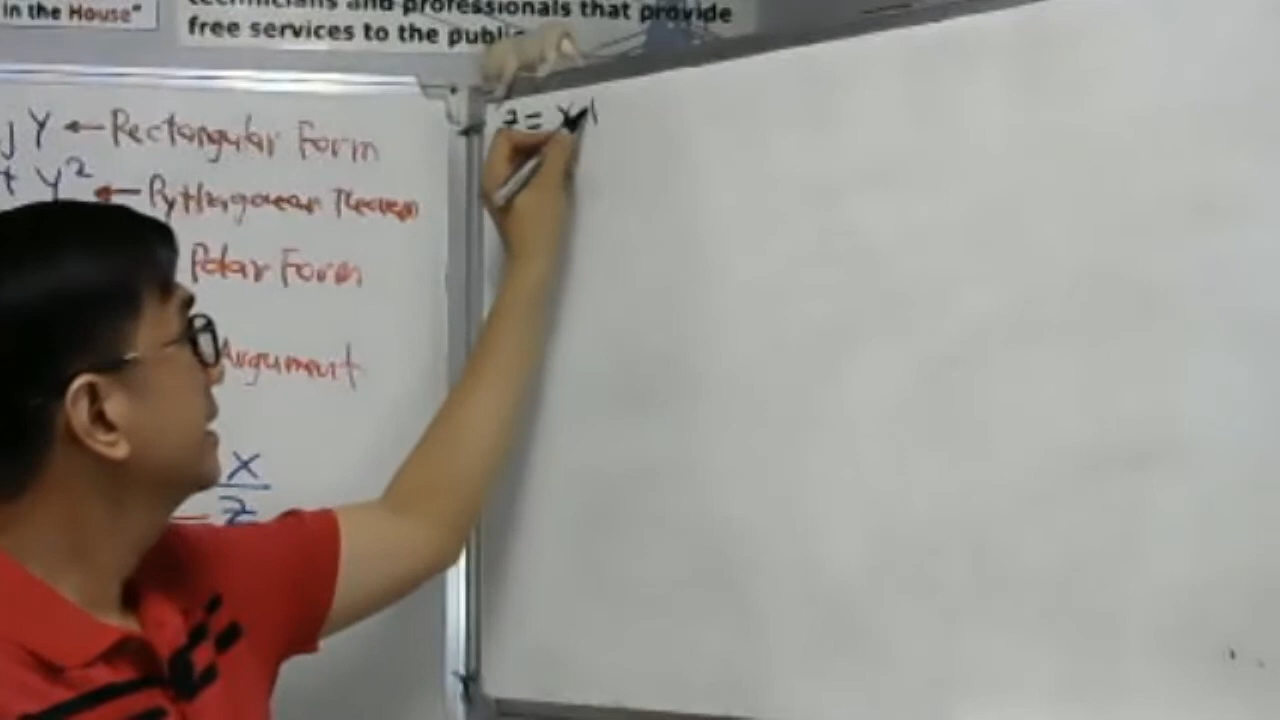 in the House"
technicians and professionals that provide
free services to the public
jY ← Rectangular Form
+ Y² ← Pythagorean Theorem
Polar Form
Argument
X
Z
Z = X